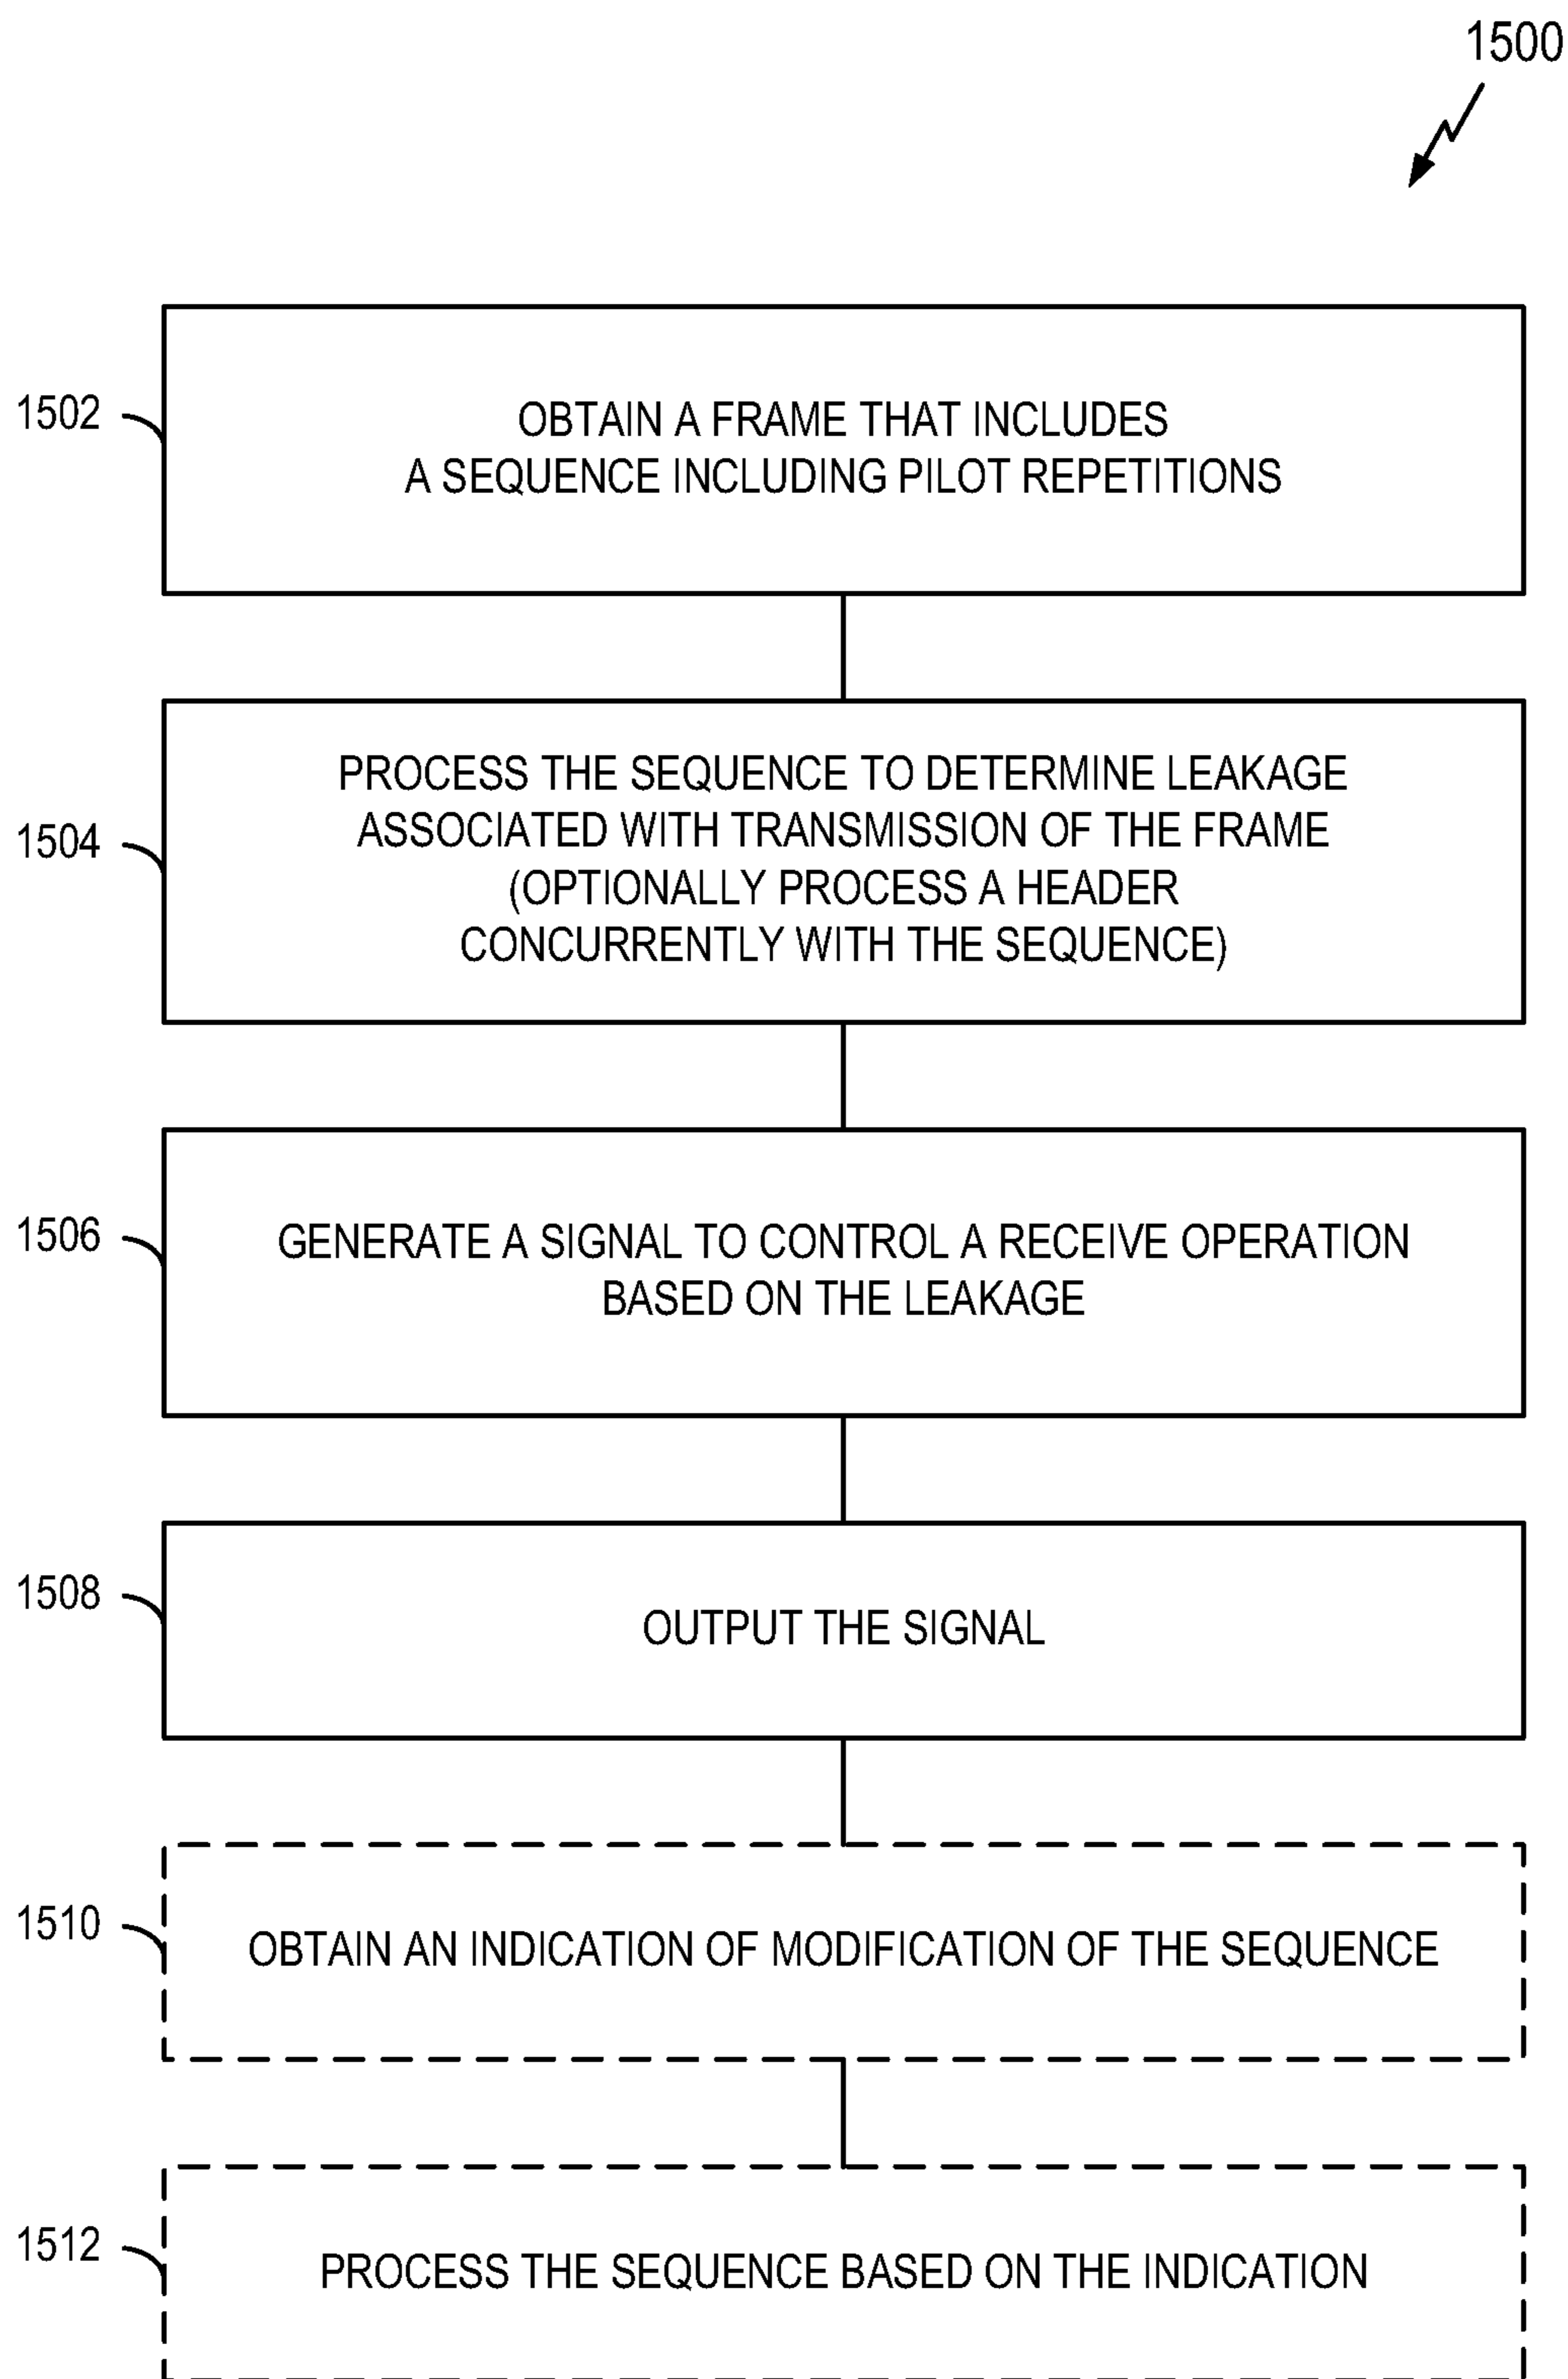 1500
1502
OBTAIN A FRAME THAT INCLUDES
A SEQUENCE INCLUDING PILOT REPETITIONS
1504
PROCESS THE SEQUENCE TO DETERMINE LEAKAGE
ASSOCIATED WITH TRANSMISSION OF THE FRAME
(OPTIONALLY PROCESS A HEADER
CONCURRENTLY WITH THE SEQUENCE)
1506
GENERATE A SIGNAL TO CONTROL A RECEIVE OPERATION
BASED ON THE LEAKAGE
1508
OUTPUT THE SIGNAL
1510
OBTAIN AN INDICATION OF MODIFICATION OF THE SEQUENCE
1512
PROCESS THE SEQUENCE BASED ON THE INDICATION